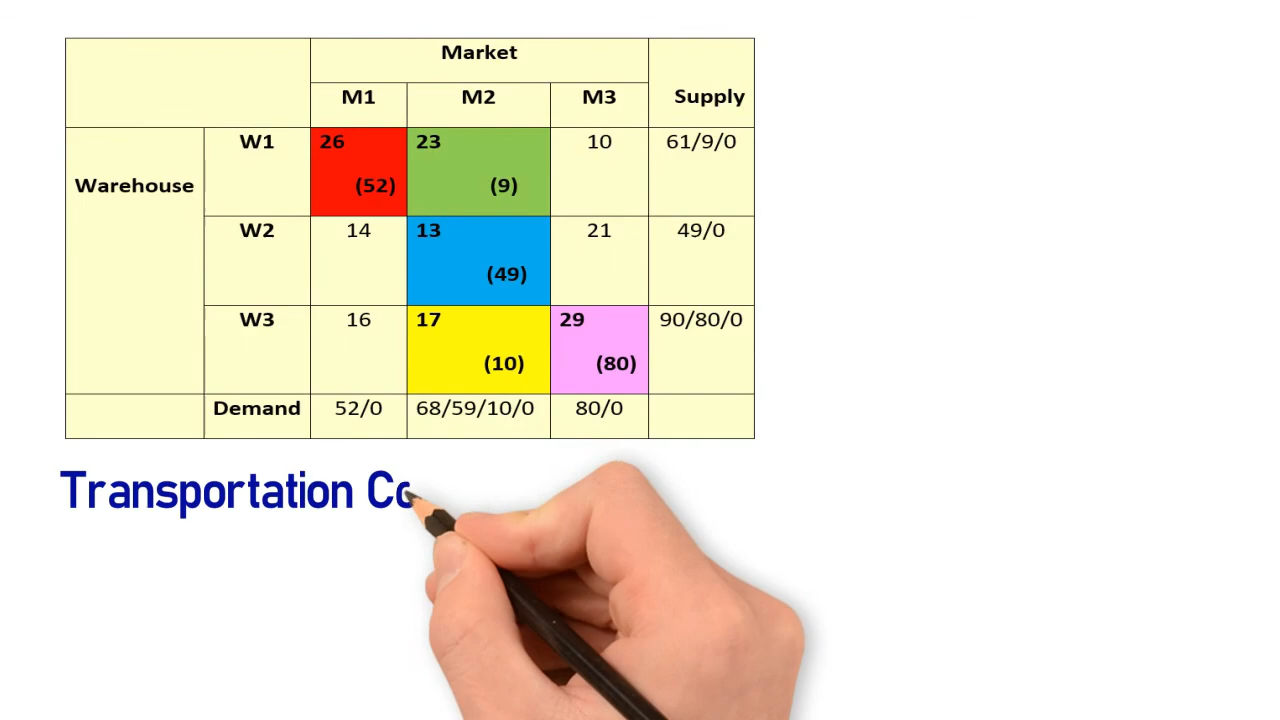 Market
M1 M2 M3 Supply
W1 26 23 10 61/9/0
Warehouse (52) (9)
W2 14 13 21 49/0
(49)
W3 16 17 29 90/80/0
(10) (80)
Demand 52/0 68/59/10/0 80/0
Transportation Co